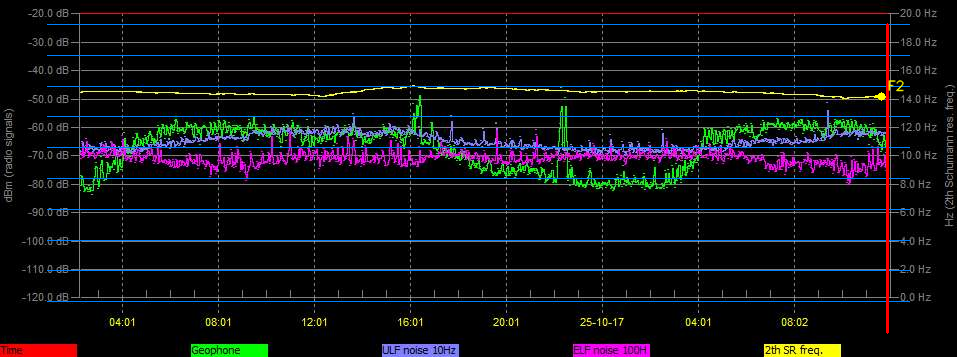 -20.0 dB
20.0 Hz
-30.0 dB
18.0 Hz
-40.0 dB
16.0 Hz
F2
-50.0 dB
14.0 Hz
-60.0 dB
12.0 Hz
-70.0 dB
10.0 Hz
-80.0 dB
8.0 Hz
-90.0 dB
6.0 Hz
-100.0 dB
4.0 Hz
-110.0 dB
2.0 Hz
-120.0 dB
0.0 Hz
dBm (radio signals)
Hz (2th Schumann res. freq.)
04:01 08:01 12:01 16:01 20:01 25-10-17 04:01 08:02
Time Geophone ULF noise 10Hz ELF noise 100H 2th SR freq.